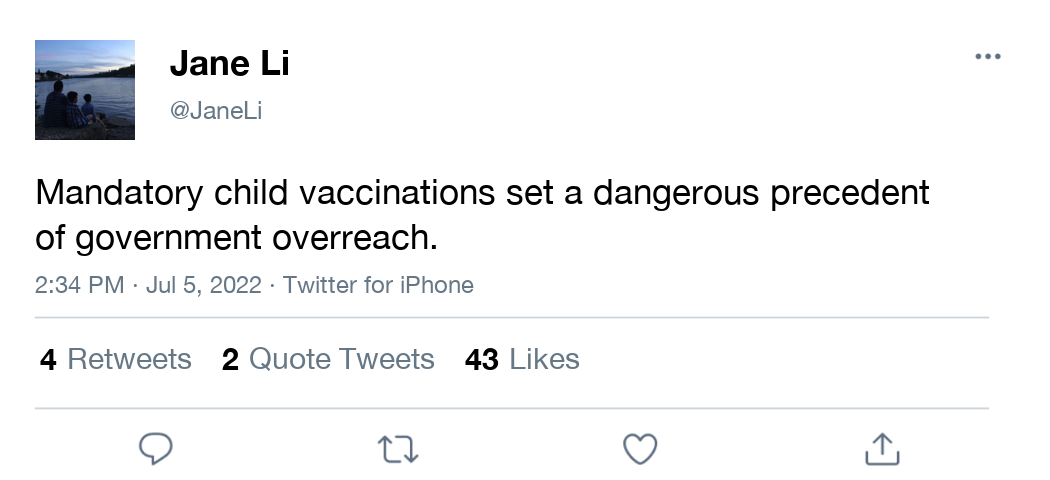 Jane Li
@JaneLi
Mandatory child vaccinations set a dangerous precedent
of government overreach.
2:34 PM · Jul 5, 2022 · Twitter for iPhone
4 Retweets 2 Quote Tweets 43 Likes